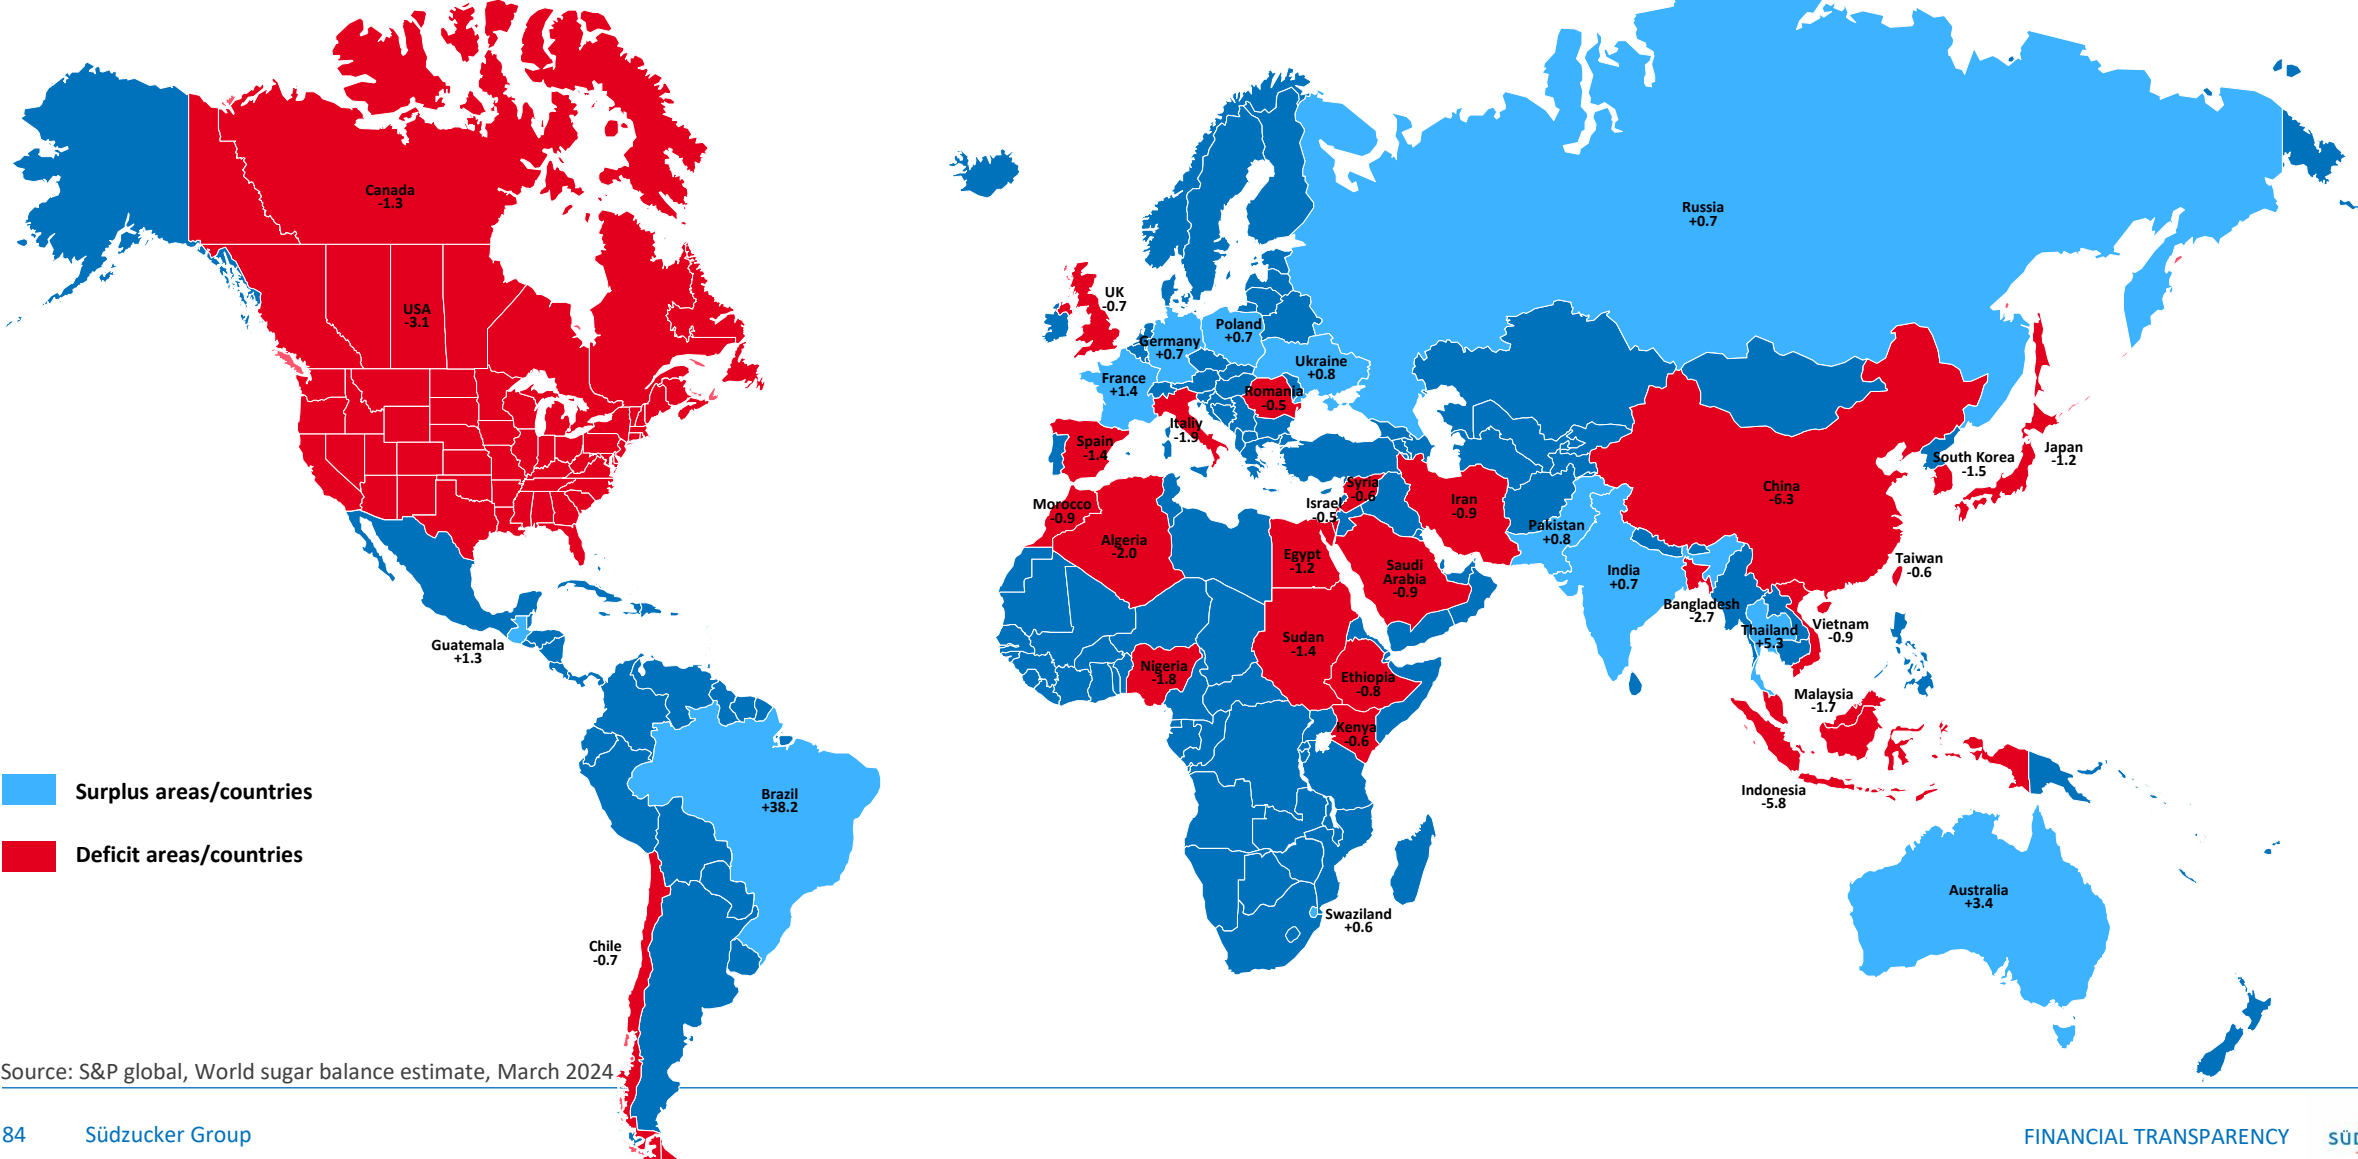 Canada
-1.3
USA
-3.1
Guatemala
+1.3
Brazil
+38.2
Chile
-0.7
UK
-0.7
Poland
+0.7
Germany
+0.7
Ukraine
+0.8
France
+1.4
Romania
-0.5
Italiy
-1.9
Spain
-1.4
Morocco
-0.9
Algeria
-2.0
Syria
-0.6
Israel
-0.5
Egypt
-1.2
Saudi
Arabia
-0.9
Iran
-0.9
Sudan
-1.4
Nigeria
-1.8
Ethiopia
-0.8
Kenya
-0.6
Swaziland
+0.6
Russia
+0.7
Pakistan
+0.8
India
+0.7
Bangladesh
-2.7
China
-6.3
South Korea
-1.5
Japan
-1.2
Taiwan
-0.6
Thailand
+5.3
Vietnam
-0.9
Malaysia
-1.7
Indonesia
-5.8
Australia
+3.4
Surplus areas/countries
Deficit areas/countries
Source: S&P global, World sugar balance estimate, March 2024
84 Südzucker Group
FINANCIAL TRANSPARENCY